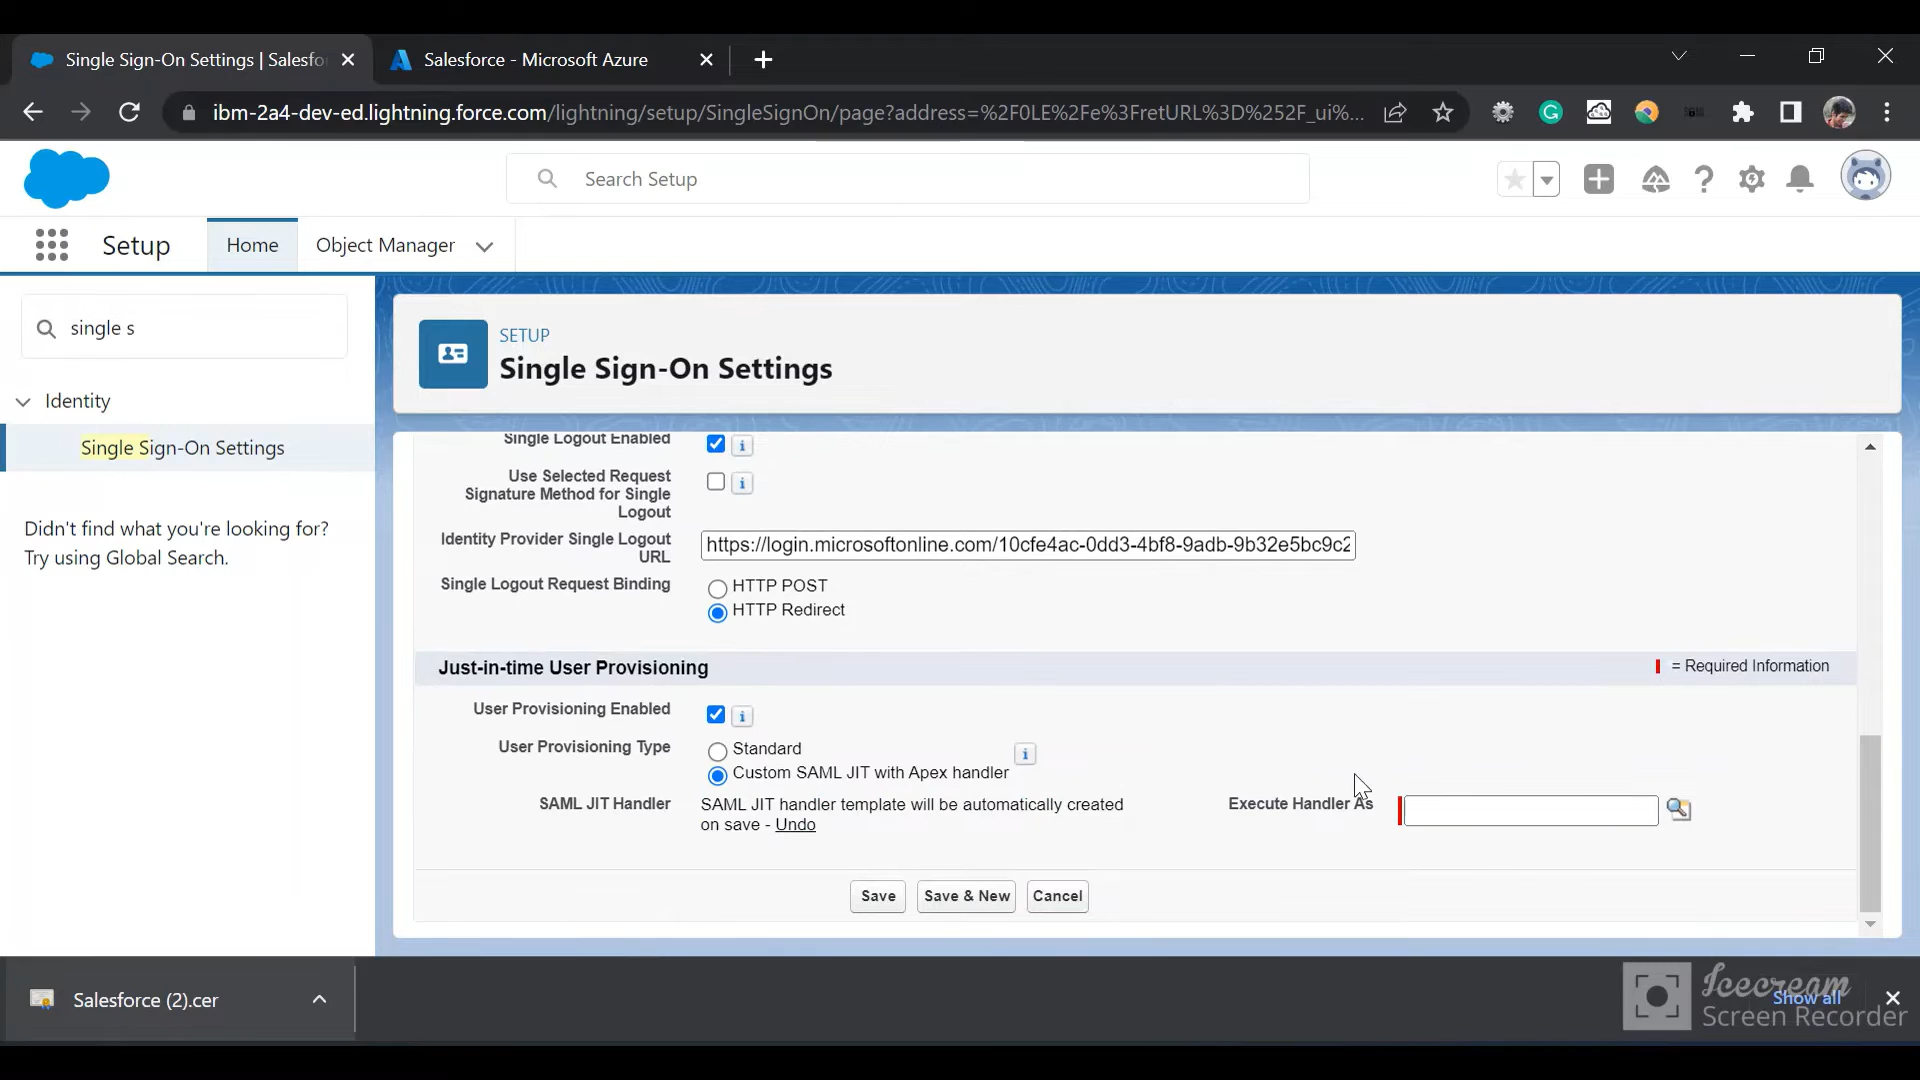 Single Sign-On Settings | Salesfo
Salesforce - Microsoft Azure
ibm-2a4-dev-ed.lightning.force.com/lightning/setup/SingleSignOn/page?address=%2F0LE%2Fe%3FretURL%3D%252F_ui%...
Search Setup
Setup
Home
Object Manager
single s
Identity
Single Sign-On Settings
Didn't find what you're looking for?
Try using Global Search.
SETUP
Single Sign-On Settings
Single Logout Enabled
Use Selected Request
Signature Method for Single
Logout
Identity Provider Single Logout
URL
https://login.microsoftonline.com/10cfe4ac-0dd3-4bf8-9adb-9b32e5bc9c2
Single Logout Request Binding
HTTP POST
HTTP Redirect
Just-in-time User Provisioning
= Required Information
User Provisioning Enabled
User Provisioning Type
Standard
Custom SAML JIT with Apex handler
SAML JIT Handler
SAML JIT handler template will be automatically created
on save - Undo
Execute Handler As
Save
Save & New
Cancel
Salesforce (2).cer
Show all
Icecream
Screen Recorder